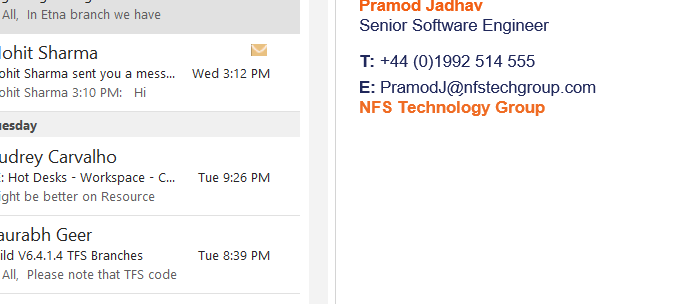 All, In Etna branch we have
ohit Sharma
ohit Sharma sent you a mess... Wed 3:12 PM
ohit Sharma 3:10 PM: Hi
uesday
udrey Carvalho
: Hot Desks - Workspace - C... Tue 9:26 PM
ight be better on Resource
aurabh Geer
ild V6.4.1.4 TFS Branches Tue 8:39 PM
All, Please note that TFS code
Pramod Jadhav
Senior Software Engineer
T: +44 (0)1992 514 555
E: PramodJ@nfstechgroup.com
NFS Technology Group